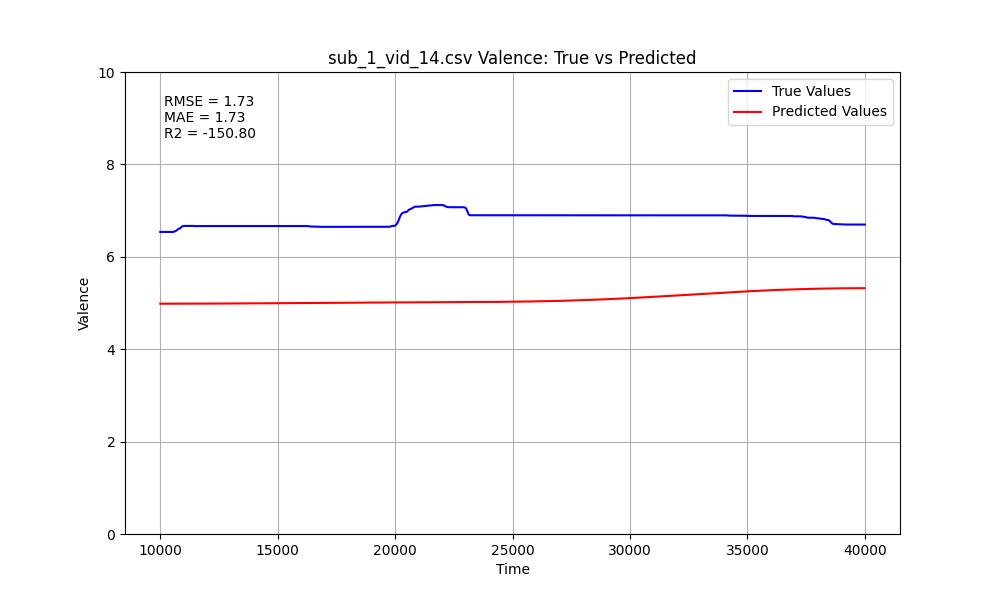 sub_1_vid_14.csv Valence: True vs Predicted
10
8
6
4
2
0
Valence
RMSE = 1.73
MAE = 1.73
R2 = -150.80
True Values
Predicted Values
10000 15000 20000 25000 30000 35000 40000
Time